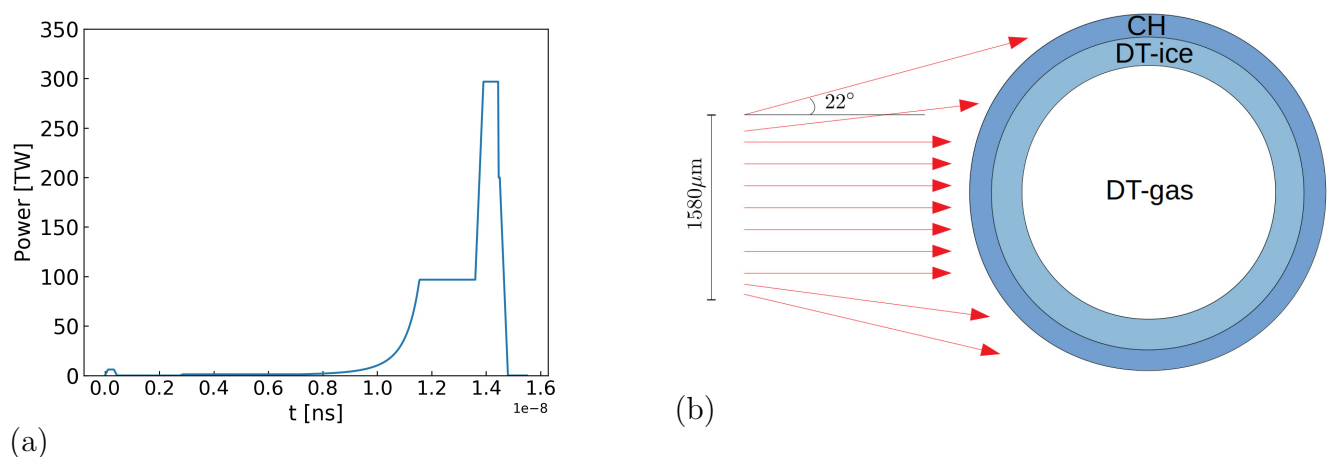 350
300
250
200
150
100
50
0
Power [TW]
0.0 0.2 0.4 0.6 0.8 1.0 1.2 1.4 1.6
1e-8
t [ns]
(a)
CH
DT-ice
DT-gas
22°
1580μm
(b)